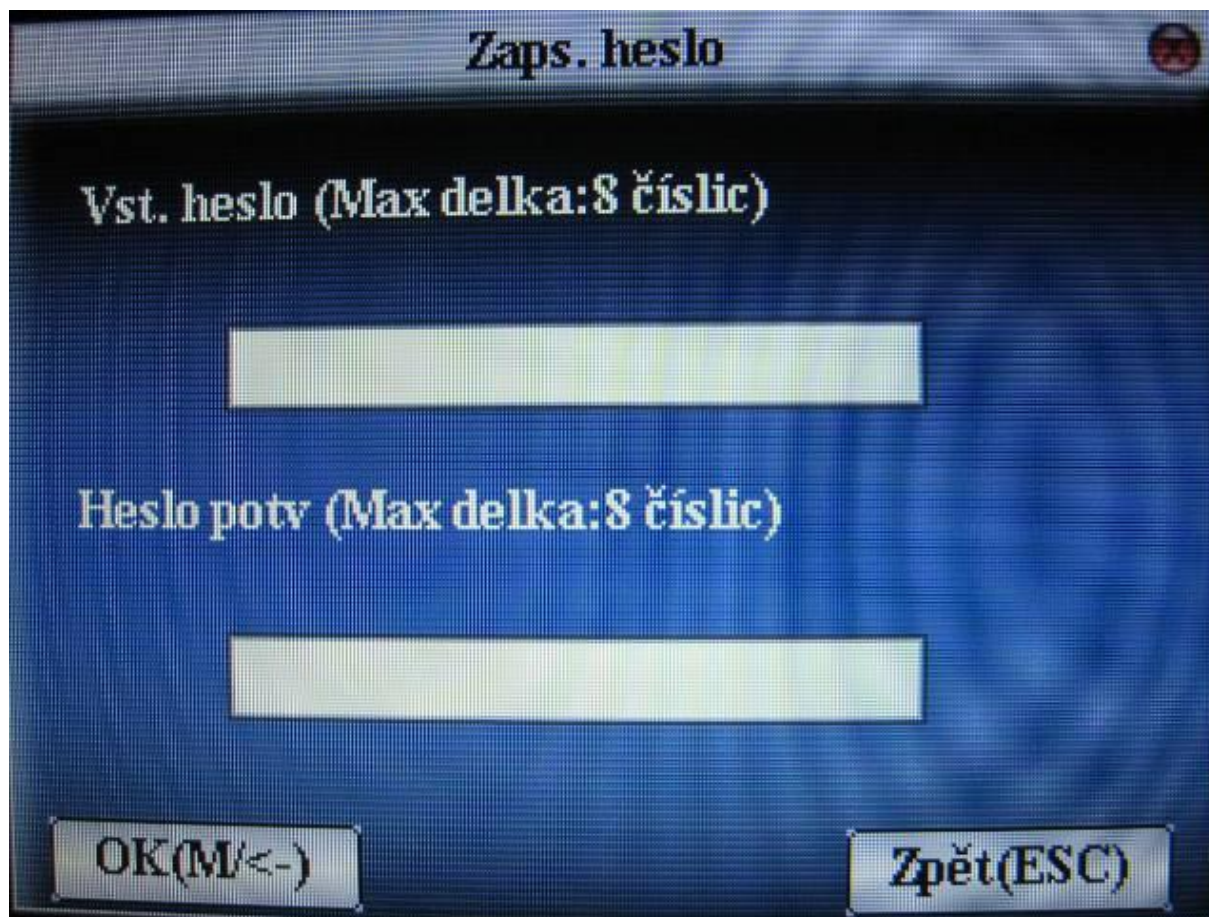 Zaps. heslo
Vst. heslo (Max delka:8 číslic)
Heslo potv (Max delka:8 číslic)
OK(M/<-)
Zpět(ESC)